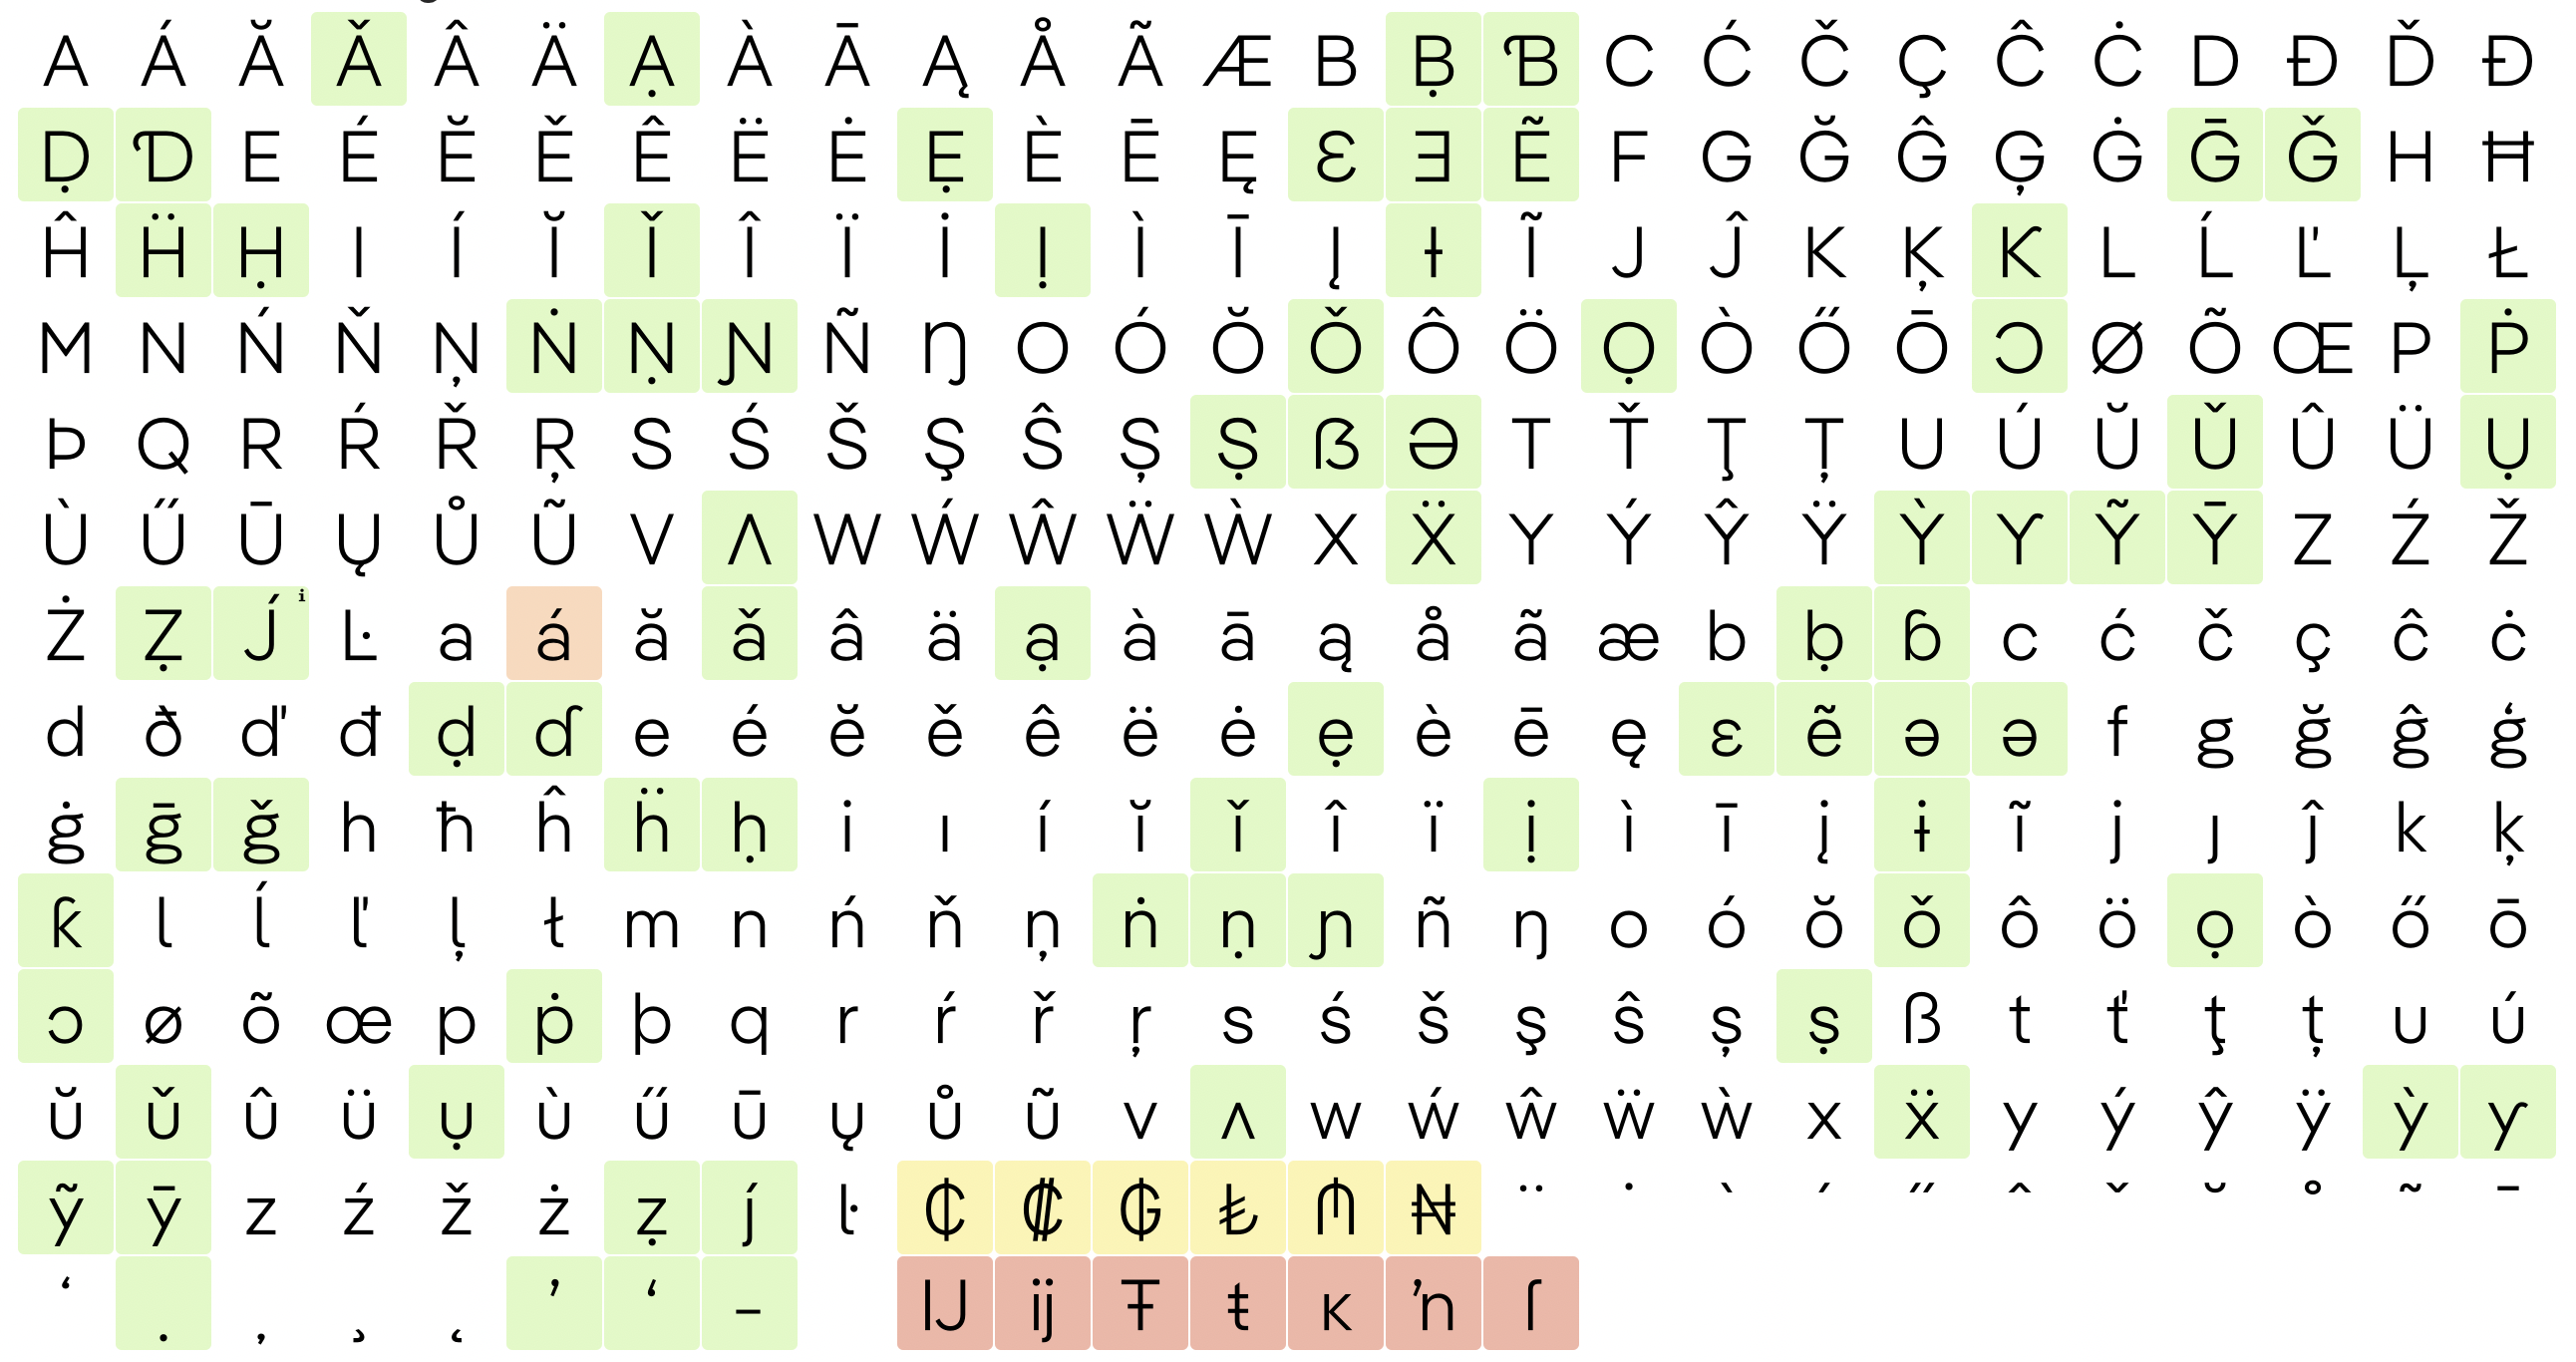 A Á Ă Ǎ Â Ä Ạ À Ā Ą Å Ã Æ B Ḅ Ɓ C Ć Č Ç Ĉ Ċ D Ð Ď Đ
Ḍ Ɗ E É Ĕ Ě Ê Ë Ė Ẹ È Ē Ę Ɛ Ǝ Ẽ F G Ğ Ĝ Ģ Ġ Ḡ Ǧ H Ħ
Ĥ Ḧ Ḥ I Í Ĭ Ǐ Î Ï İ Ị Ì Ī Į Ɨ Ĩ J Ĵ K Ķ Ƙ L Ĺ Ľ Ļ Ł
M N Ń Ň Ņ Ṅ Ṇ Ɲ Ñ Ŋ O Ó Ŏ Ǒ Ô Ö Ọ Ò Ő Ō Ɔ Ø Õ Œ P Ṗ
Þ Q R Ŕ Ř Ŗ S Ś Š Ş Ŝ Ș Ṣ ẞ Ə T Ť Ţ Ț U Ú Ŭ Ǔ Û Ü Ụ
Ù Ű Ū Ų Ů Ũ V Ʌ W Ẃ Ŵ Ẅ Ẁ X Ẍ Y Ý Ŷ Ÿ Ỳ Ƴ Ỹ Ȳ Z Ź Ž
Ż Ẓ J́ i Ŀ a á ă ǎ â ä ạ à ā ą å ã æ b ḅ ɓ c ć č ç ĉ ċ
d ð ď đ ḍ ɗ e é ĕ ě ê ë ė ẹ è ē ę ɛ ẽ ǝ ə f g ğ ĝ ģ
ġ ḡ ǧ h ħ ĥ ḧ ḥ i ı í ĭ ǐ î ï ị ì ī į ɨ ĩ j ȷ ĵ k ķ
ƙ l ĺ ľ ļ ł m n ń ň ņ ṅ ṇ ɲ ñ ŋ o ó ŏ ǒ ô ö ọ ò ő ō
ɔ ø õ œ p ṗ þ q r ŕ ř ŗ s ś š ş ŝ ș ṣ ß t ť ţ ț u ú
ŭ ǔ û ü ụ ù ű ū ų ů ũ v ʌ w ẃ ŵ ẅ ẁ x ẍ y ý ŷ ÿ ỳ ƴ
ỹ ȳ z ź ž ż ẓ j́ ŀ ₵ ₡ ₲ ₺ ₼ ₦ ¨ ˙ ` ´ ˝ ˆ ˇ ˘ ˚ ˜ ¯
ʻ . , ¸ ˛ ʼ ʻ – Ĳ ĳ Ŧ ŧ ĸ ŉ ſ